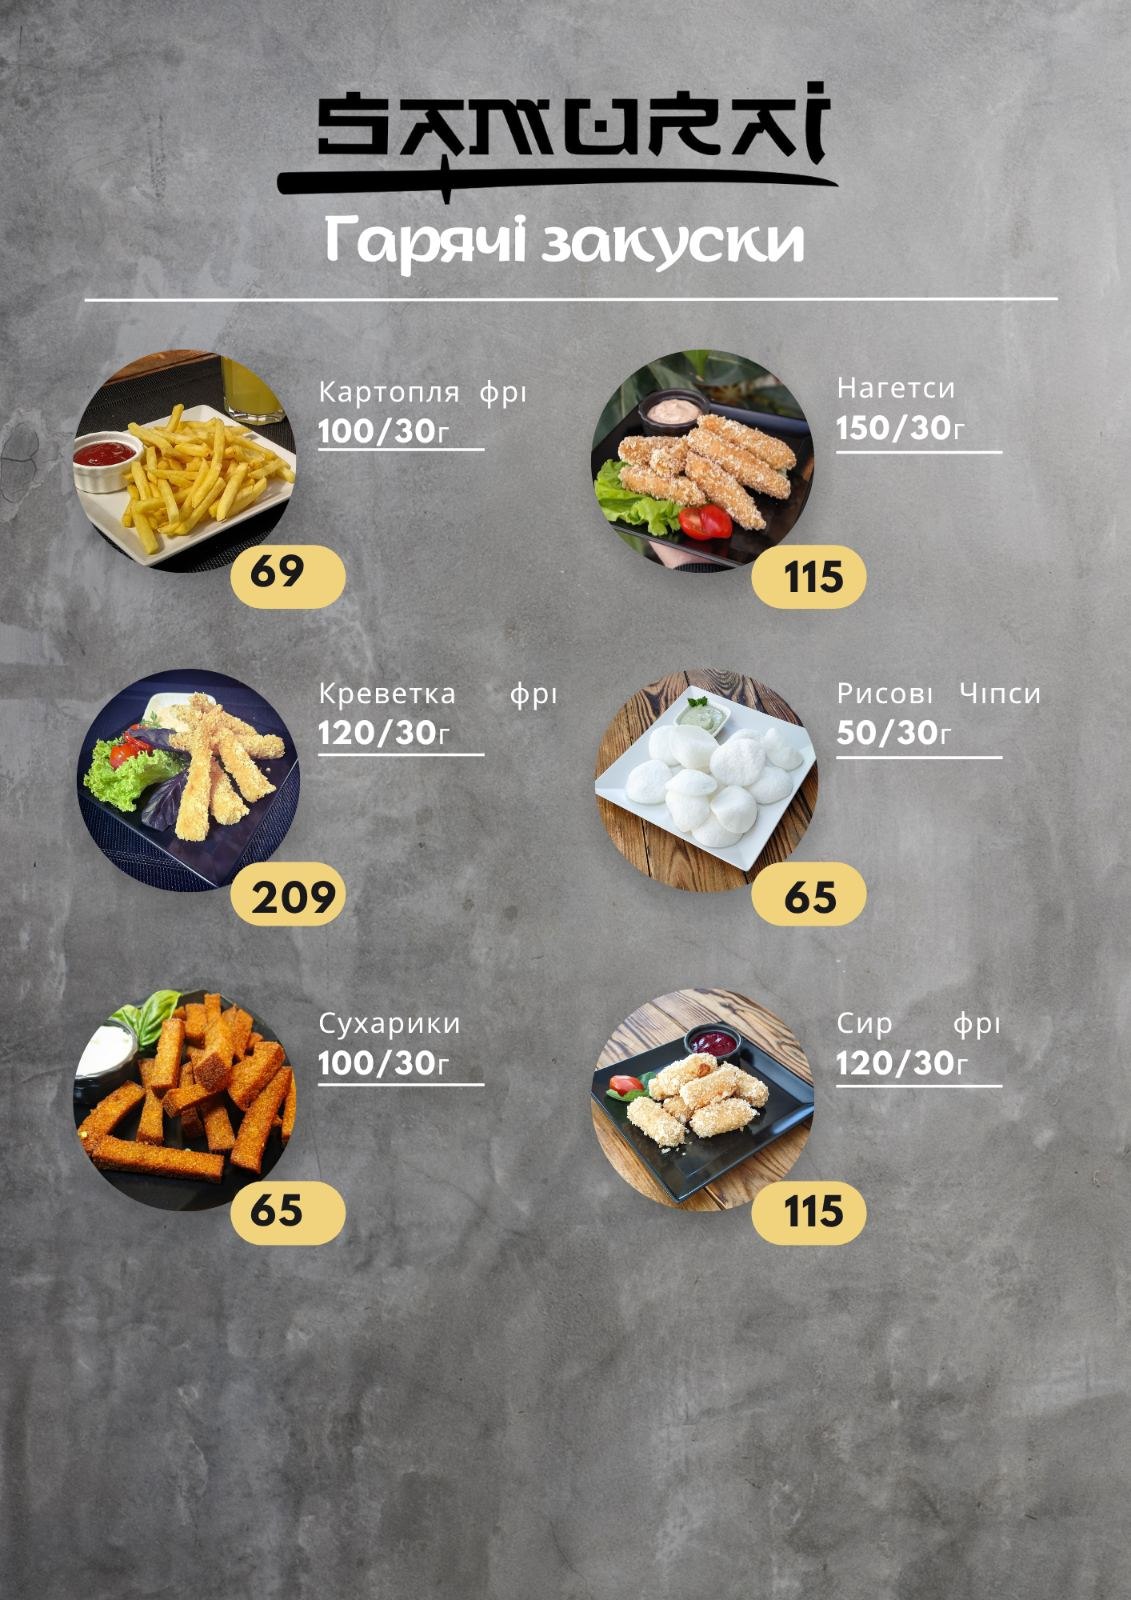 SAMURAI
Гарячі закуски
Картопля фрі
100/30г
69
Нагетси
150/30г
115
Креветка фрі
120/30г
209
Рисові Чіпси
50/30г
65
Сухарики
100/30г
65
Сир фрі
120/30г
115